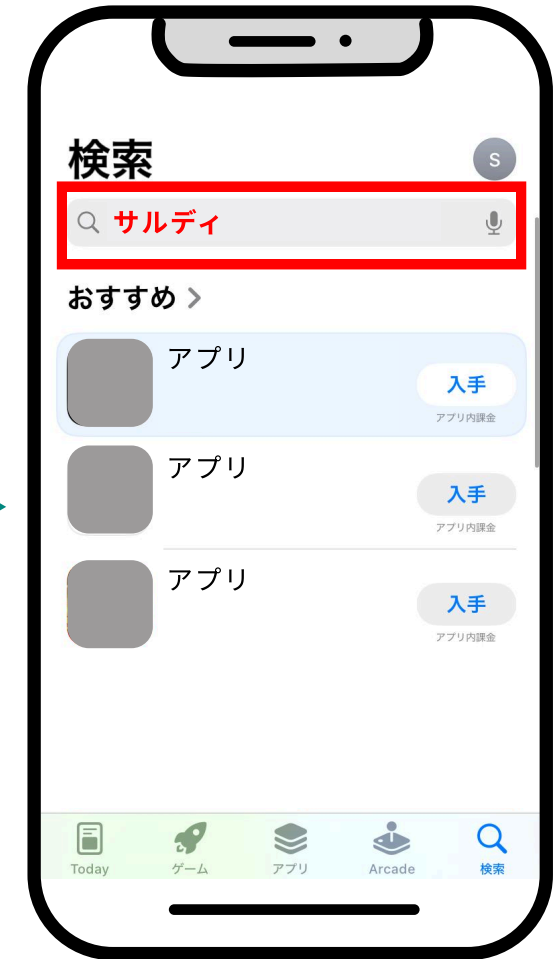 検索
S
サルディ
おすすめ >
アプリ
入手
アプリ内課金
アプリ
入手
アプリ内課金
アプリ
入手
アプリ内課金
Today ゲーム アプリ Arcade 検索